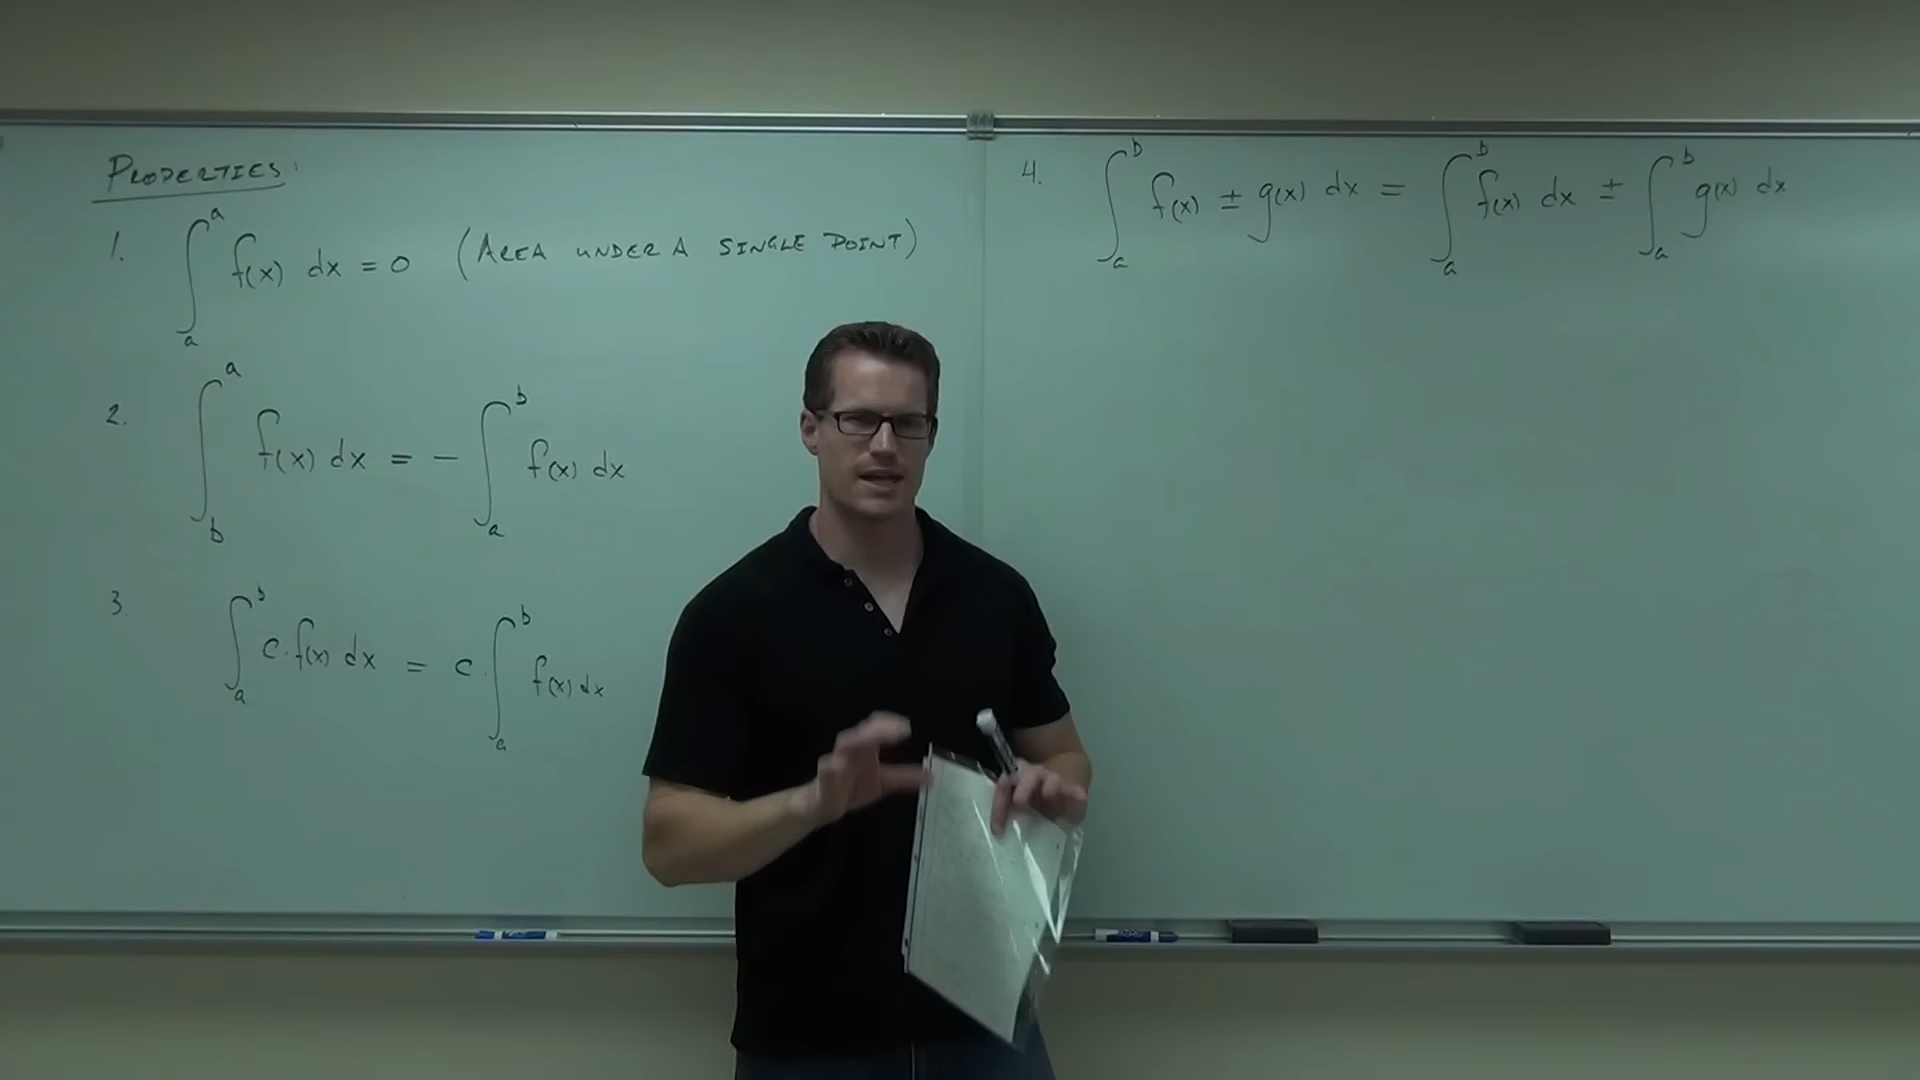 PROPERTIES:
1. ∫ₐᵃ f(x) dx = 0 (AREA UNDER A SINGLE POINT)
2. ∫_b^a f(x) dx = - ∫_a^b f(x) dx
3. ∫_a^b c·f(x) dx = c·∫_a^b f(x) dx
4. ∫_a^b f(x) ± g(x) dx = ∫_a^b f(x) dx ± ∫_a^b g(x) dx